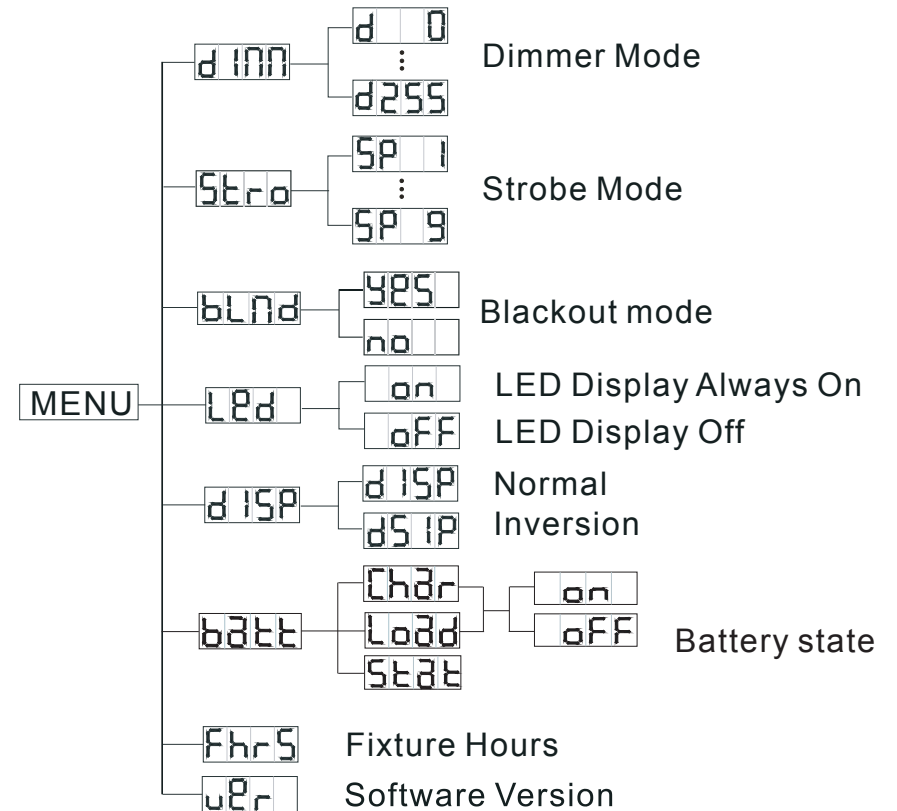 d 0
dimm
Dimmer Mode
d255
SP 1
Stro
Strobe Mode
SP 9
yes
bLnd
Blackout mode
no
MENU
Led
on
LED Display Always On
oFF
LED Display Off
dISP
dISP
Normal
dSIP
Inversion
Char
on
batt
Load
oFF
Battery state
Stat
FhrS
Fixture Hours
ver
Software Version